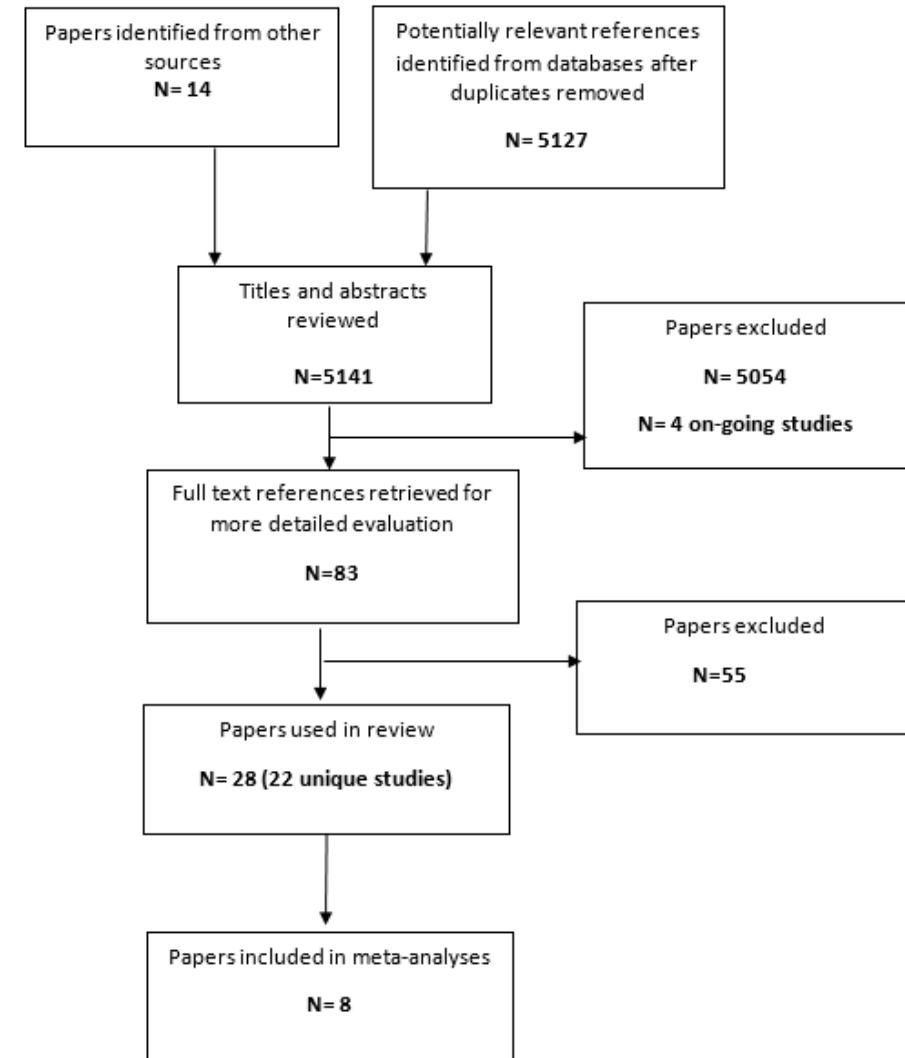 Papers identified from other
sources
N= 14
Potentially relevant references
identified from databases after
duplicates removed
N= 5127
Titles and abstracts
reviewed
N=5141
Papers excluded
N= 5054
N= 4 on-going studies
Full text references retrieved for
more detailed evaluation
N=83
Papers excluded
N=55
Papers used in review
N= 28 (22 unique studies)
Papers included in meta-analyses
N= 8